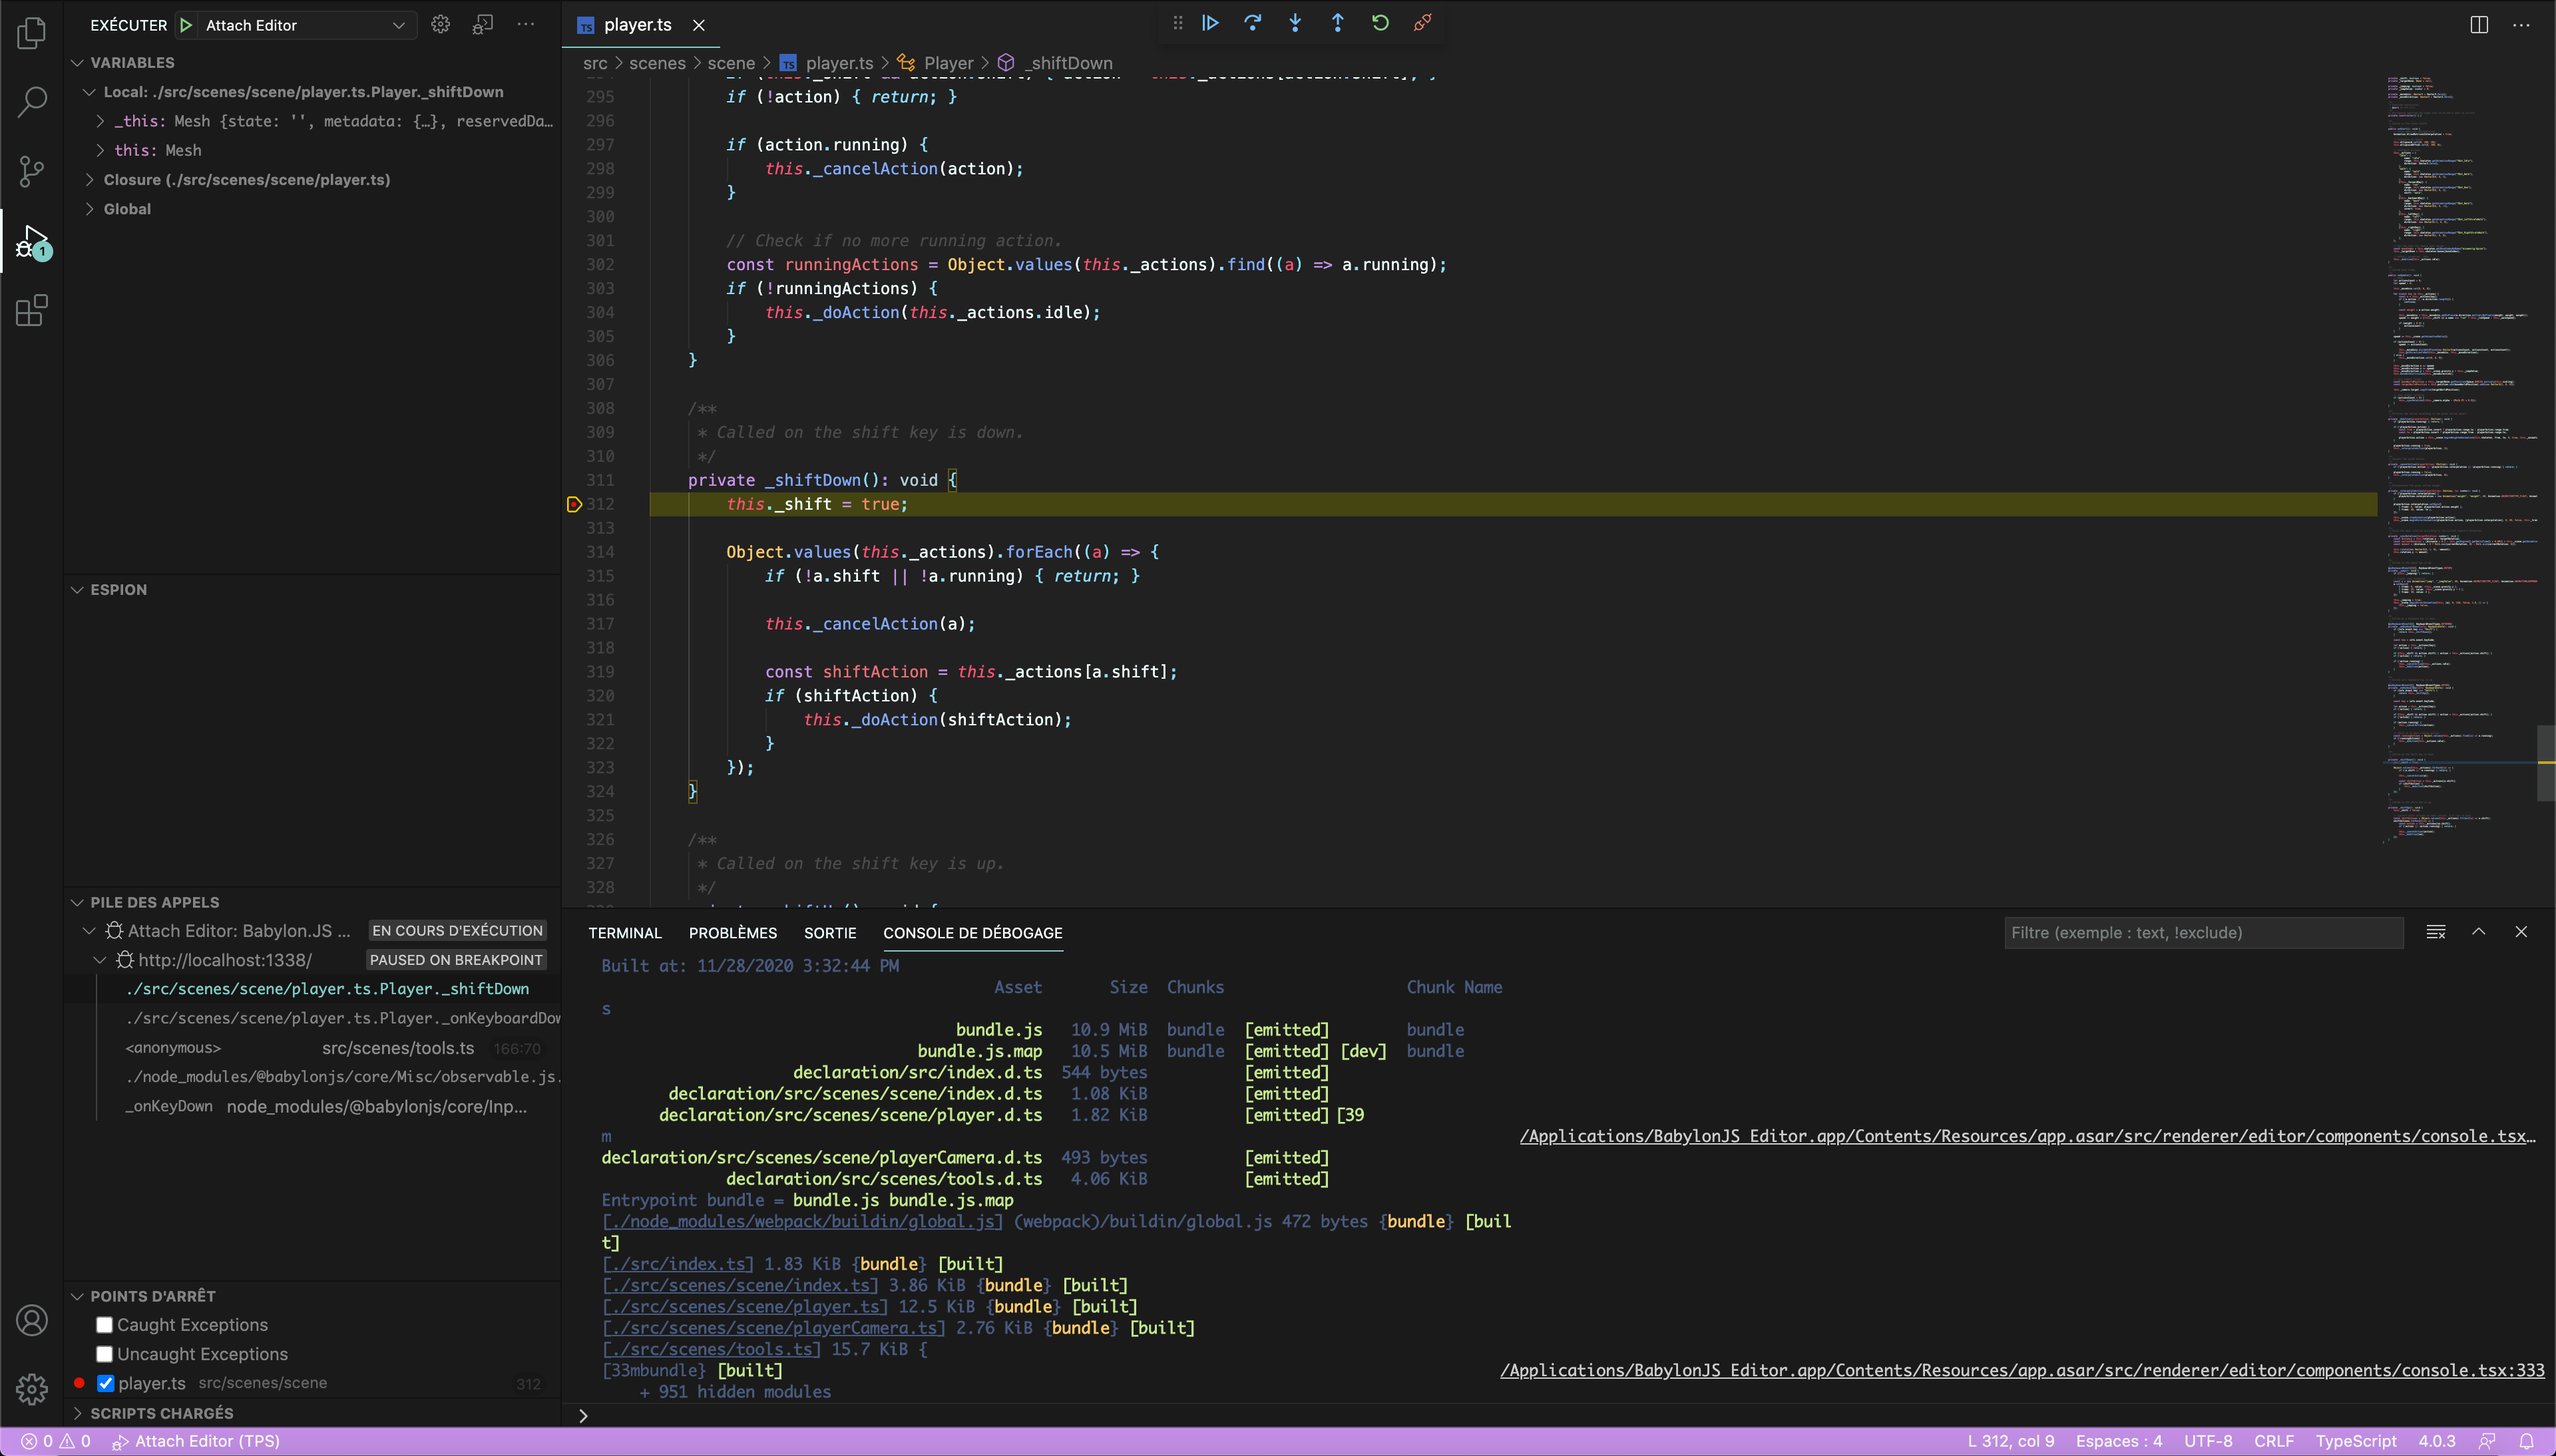 EXÉCUTER Attach Editor
VARIABLES
Local: ./src/scenes/scene/player.ts.Player._shiftDown
_this: Mesh {state: '', metadata: {…}, reservedDa…
this: Mesh
Closure (./src/scenes/scene/player.ts)
Global
1
ESPION
PILE DES APPELS
Attach Editor: Babylon.JS ... EN COURS D'EXÉCUTION
http://localhost:1338/ PAUSED ON BREAKPOINT
./src/scenes/scene/player.ts.Player._shiftDown
./src/scenes/scene/player.ts.Player._onKeyboardDow
<anonymous> src/scenes/tools.ts 166:70
./node_modules/@babylonjs/core/Misc/observable.js.
_onKeyDown node_modules/@babylonjs/core/Inp...
POINTS D'ARRÊT
Caught Exceptions
Uncaught Exceptions
player.ts src/scenes/scene 312
SCRIPTS CHARGÉS
TS player.ts
src > scenes > scene > TS player.ts > Player > _shiftDown
295 if (!action) { return; }
296
297 if (action.running) {
298 this._cancelAction(action);
299 }
300
301 // Check if no more running action.
302 const runningActions = Object.values(this._actions).find((a) => a.running);
303 if (!runningActions) {
304 this._doAction(this._actions.idle);
305 }
306 }
307
308 /**
309 * Called on the shift key is down.
310 */
311 private _shiftDown(): void {
312 this._shift = true;
313
314 Object.values(this._actions).forEach((a) => {
315 if (!a.shift || !a.running) { return; }
316
317 this._cancelAction(a);
318
319 const shiftAction = this._actions[a.shift];
320 if (shiftAction) {
321 this._doAction(shiftAction);
322 }
323 });
324 }
325
326 /**
327 * Called on the shift key is up.
328 */
TERMINAL PROBLÈMES SORTIE CONSOLE DE DÉBOGAGE Filtre (exemple : text, !exclude)
Built at: 11/28/2020 3:32:44 PM
Asset Size Chunks Chunk Name
s
bundle.js 10.9 MiB bundle [emitted] bundle
bundle.js.map 10.5 MiB bundle [emitted] [dev] bundle
declaration/src/index.d.ts 544 bytes [emitted]
declaration/src/scenes/scene/index.d.ts 1.08 KiB [emitted]
declaration/src/scenes/scene/player.d.ts 1.82 KiB [emitted] [39
m /Applications/BabylonJS Editor.app/Contents/Resources/app.asar/src/renderer/editor/components/console.tsx…
declaration/src/scenes/scene/playerCamera.d.ts 493 bytes [emitted]
declaration/src/scenes/tools.d.ts 4.06 KiB [emitted]
Entrypoint bundle = bundle.js bundle.js.map
[./node_modules/webpack/buildin/global.js] (webpack)/buildin/global.js 472 bytes {bundle} [buil
t]
[./src/index.ts] 1.83 KiB {bundle} [built]
[./src/scenes/scene/index.ts] 3.86 KiB {bundle} [built]
[./src/scenes/scene/player.ts] 12.5 KiB {bundle} [built]
[./src/scenes/scene/playerCamera.ts] 2.76 KiB {bundle} [built]
[./src/scenes/tools.ts] 15.7 KiB {
[33mbundle} [built] /Applications/BabylonJS Editor.app/Contents/Resources/app.asar/src/renderer/editor/components/console.tsx:333
+ 951 hidden modules
>
0 0 Attach Editor (TPS) L 312, col 9 Espaces : 4 UTF-8 CRLF TypeScript 4.0.3